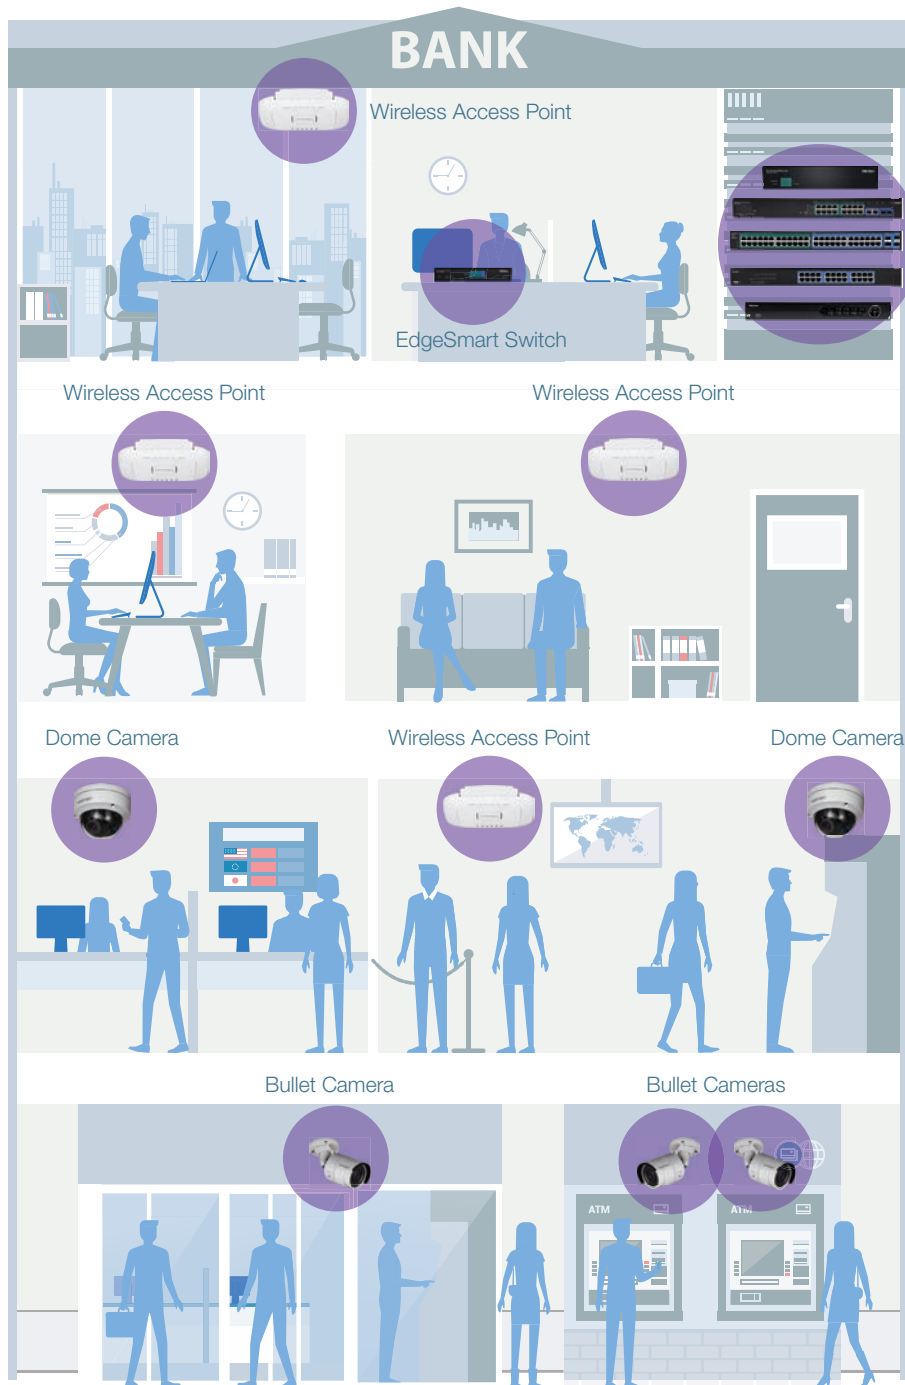 BANK
Wireless Access Point
EdgeSmart Switch
Wireless Access Point
Wireless Access Point
Dome Camera
Wireless Access Point
Dome Camera
Bullet Camera
Bullet Cameras
ATM
ATM